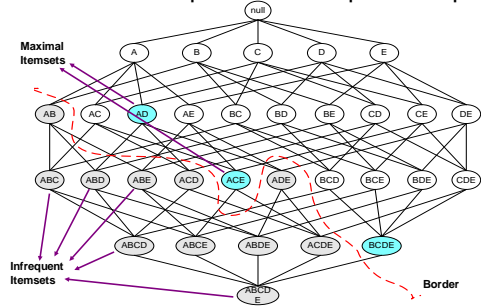 null
Maximal
Itemsets
A B C D E
AB AC AD AE BC BD BE CD CE DE
ABC ABD ABE ACD ACE ADE BCD BCE BDE CDE
ABCD ABCE ABDE ACDE BCDE
Infrequent
Itemsets
Border
ABCD
E